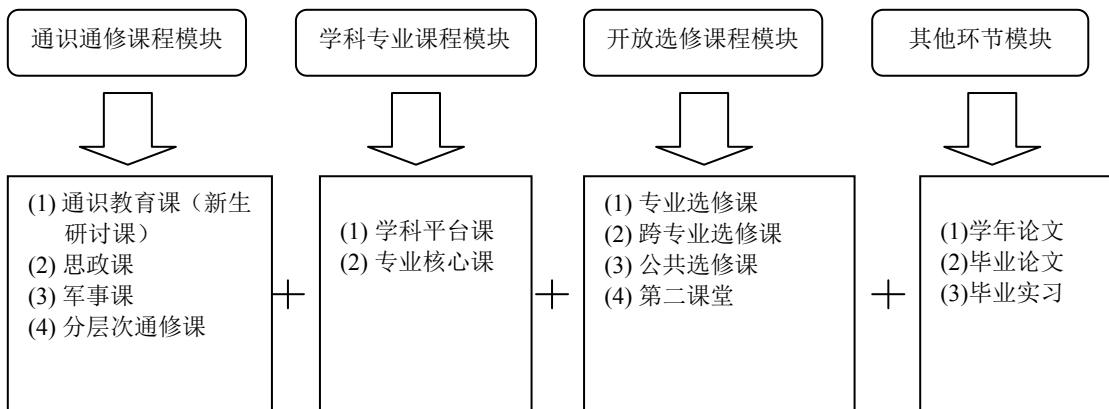 通识通修课程模块
学科专业课程模块
开放选修课程模块
其他环节模块
(1) 通识教育课（新生
研讨课）
(2) 思政课
(3) 军事课
(4) 分层次通修课
(1) 学科平台课
(2) 专业核心课
(1) 专业选修课
(2) 跨专业选修课
(3) 公共选修课
(4) 第二课堂
(1)学年论文
(2)毕业论文
(3)毕业实习